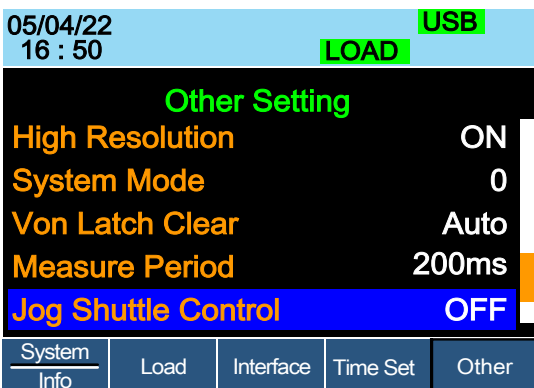 05/04/22 USB
16 : 50 LOAD
Other Setting
High Resolution ON
System Mode 0
Von Latch Clear Auto
Measure Period 200ms
Jog Shuttle Control OFF
System Info Load Interface Time Set Other